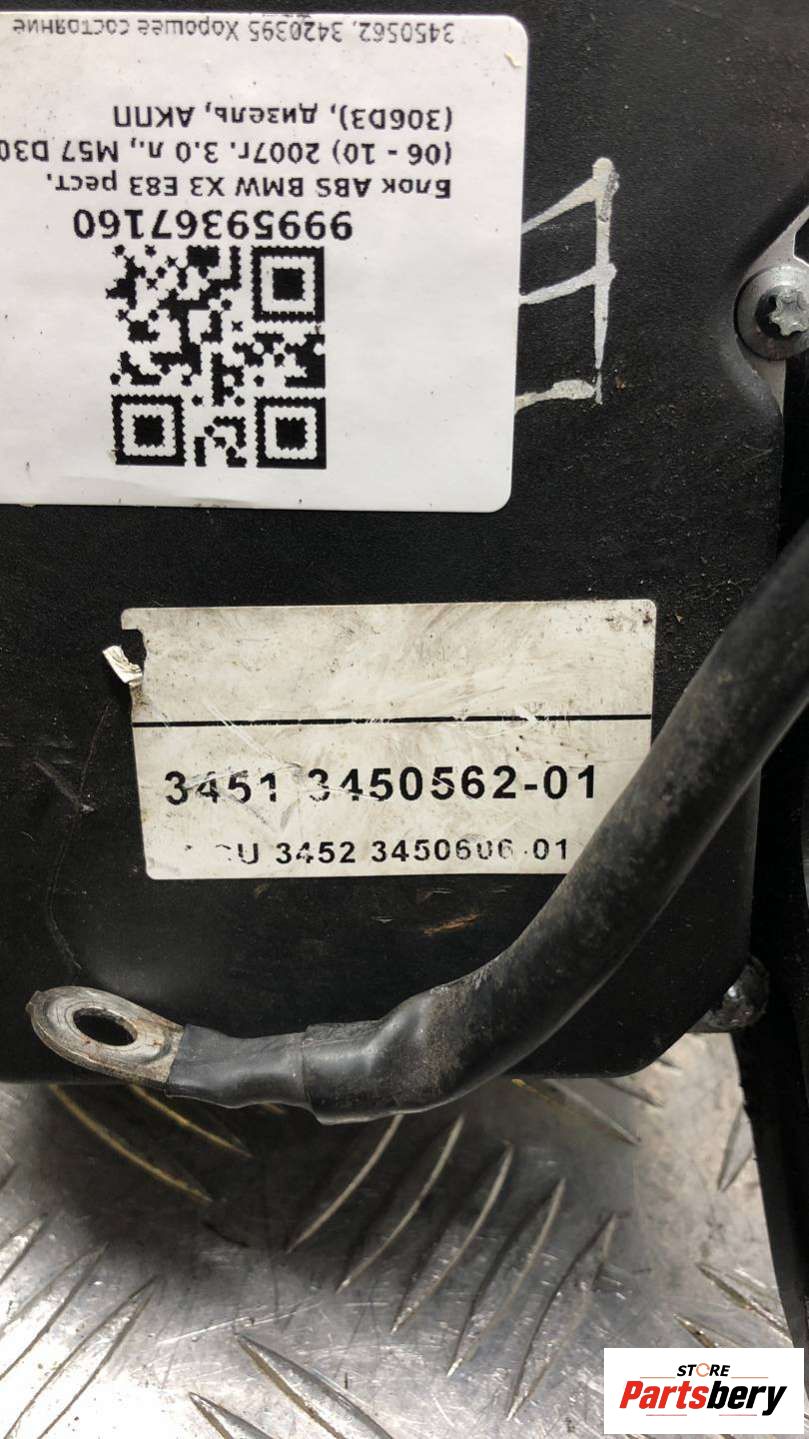 99959367160
Блок ABS BMW X3 E83 рест.
(06 - 10) 2007г. 3.0 л., M57 D30
(306D3), дизель, АКПП
3450562, 3420395 Хорошее состояние
3451 3450562-01
3452 3450606-01
STORE
Partsbery